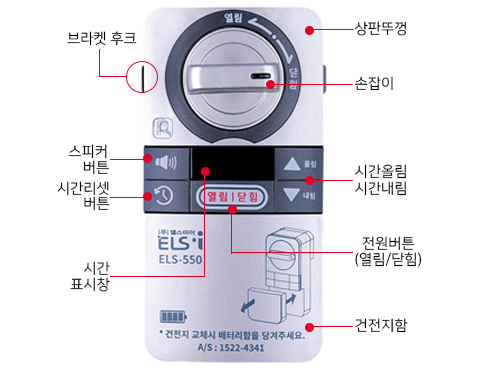 브라켓 후크
상판뚜껑
열림
닫힘
손잡이
스피커
버튼
시간리셋
버튼
올림
내림
시간올림
시간내림
열림 | 닫힘
(주) 엘스아이
ELS·i
ELS-550
시간
표시창
전원버튼
(열림/닫힘)
건전지함
* 건전지 교체시 배터리함을 당겨주세요.
A/S : 1522-4341